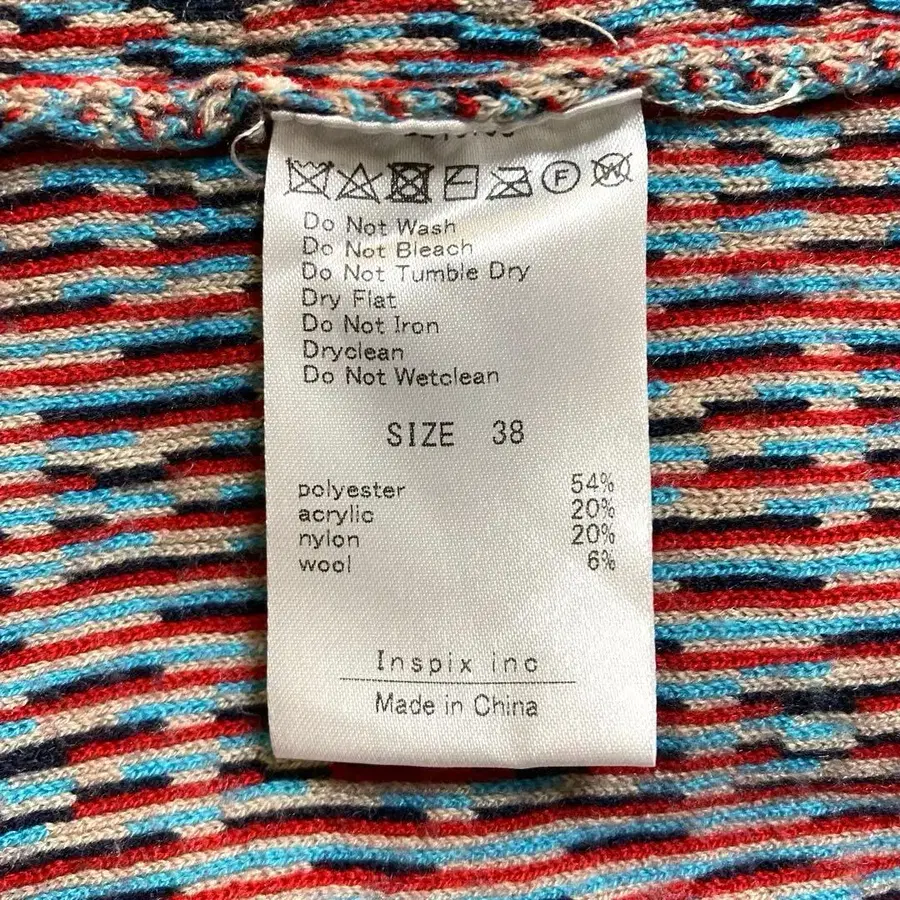 F
W
Do Not Wash
Do Not Bleach
Do Not Tumble Dry
Dry Flat
Do Not Iron
Dryclean
Do Not Wetclean
SIZE 38
polyester 54%
acrylic 20%
nylon 20%
wool 6%
Inspix inc
Made in China